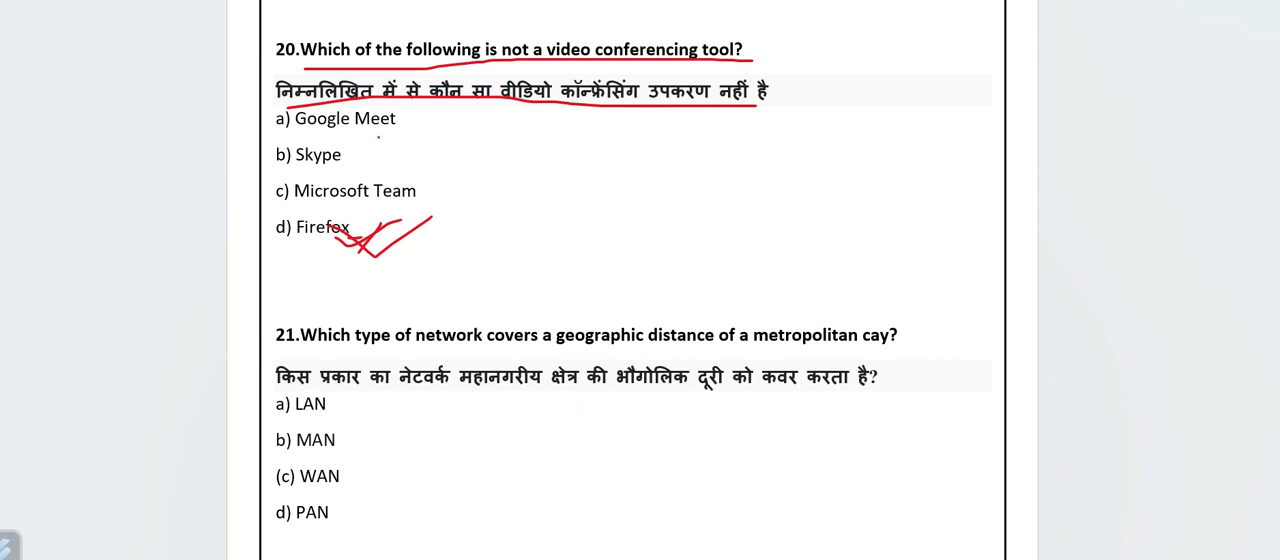 20.Which of the following is not a video conferencing tool?
निम्नलिखित में से कौन सा वीडियो कॉन्फ्रेंसिंग उपकरण नहीं है
a) Google Meet
b) Skype
c) Microsoft Team
d) Firefox
21.Which type of network covers a geographic distance of a metropolitan cay?
किस प्रकार का नेटवर्क महानगरीय क्षेत्र की भौगोलिक दूरी को कवर करता है?
a) LAN
b) MAN
(c) WAN
d) PAN